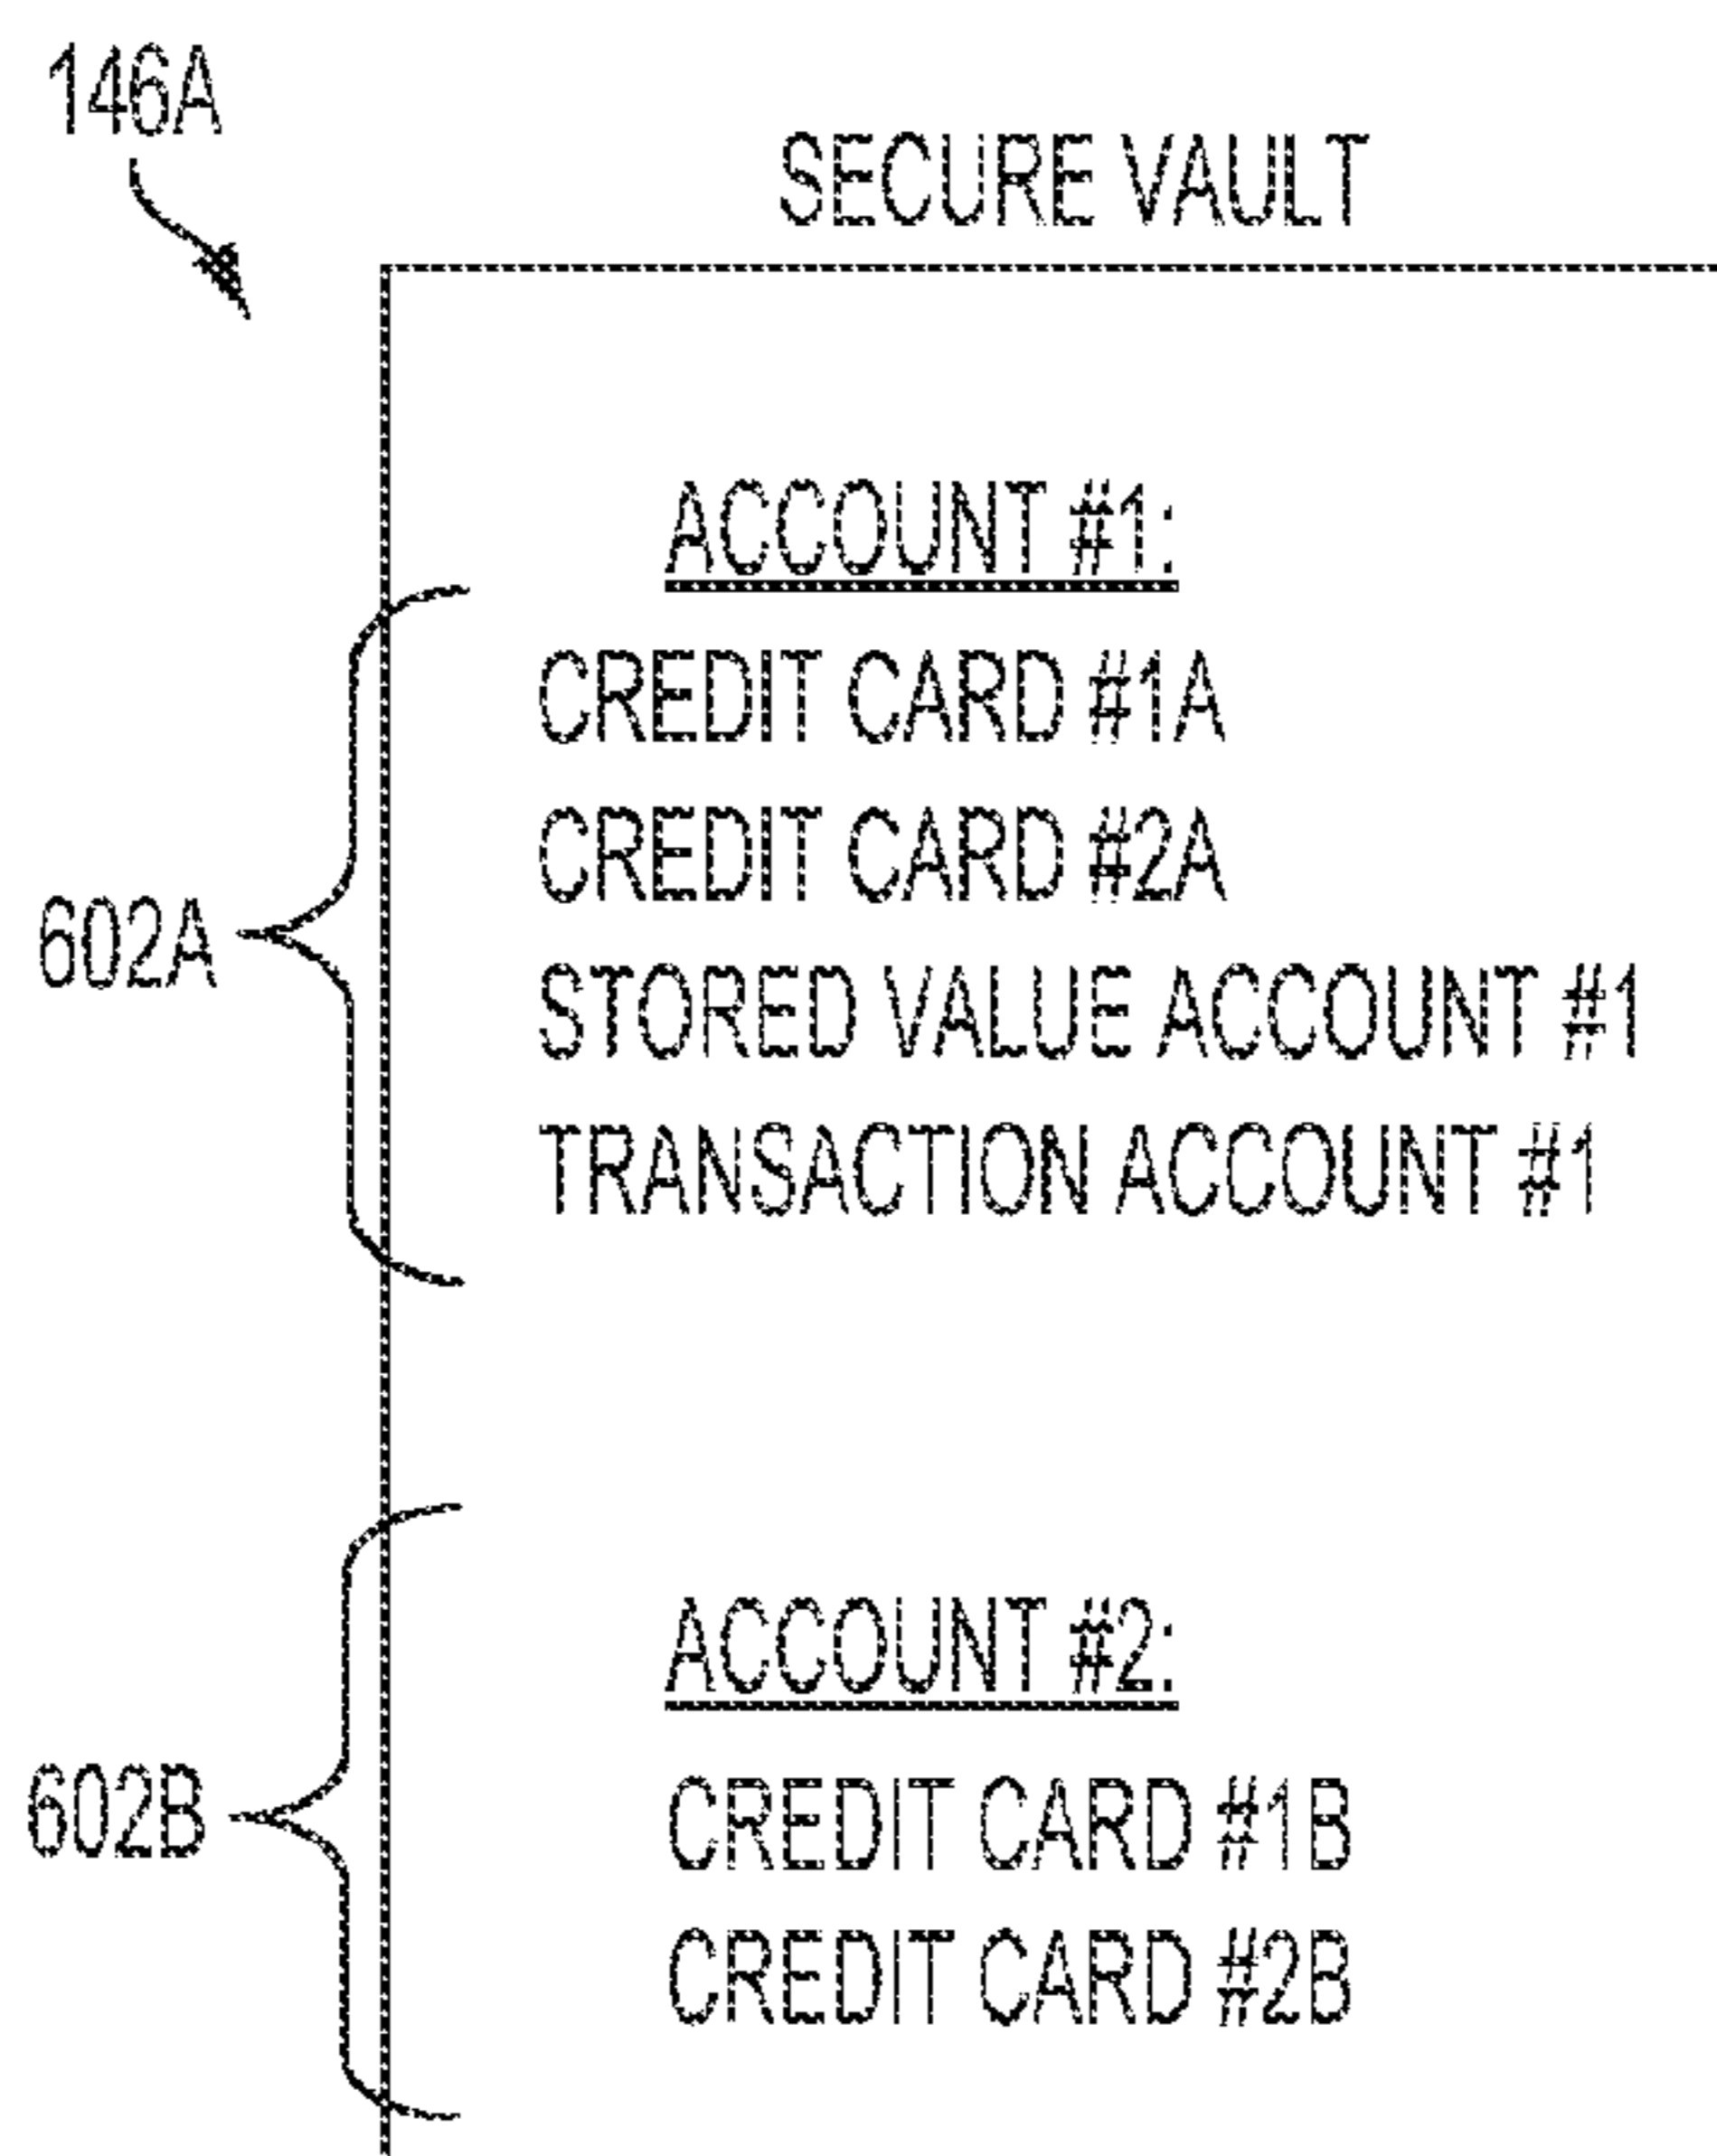 146A
SECURE VAULT
ACCOUNT #1:
CREDIT CARD #1A
CREDIT CARD #2A
602A
STORED VALUE ACCOUNT #1
TRANSACTION ACCOUNT #1
ACCOUNT #2:
602B
CREDIT CARD #1B
CREDIT CARD #2B